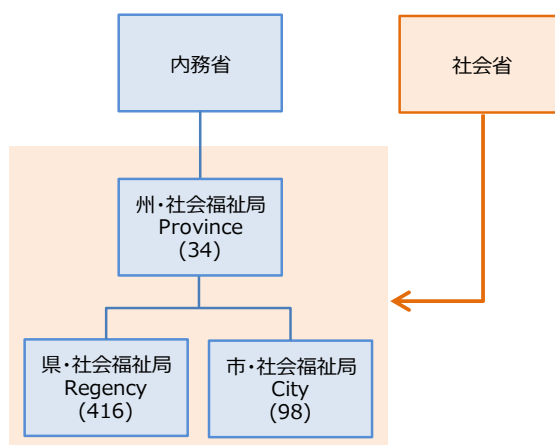 内務省
社会省
州・社会福祉局
Province
(34)
県・社会福祉局
Regency
(416)
市・社会福祉局
City
(98)